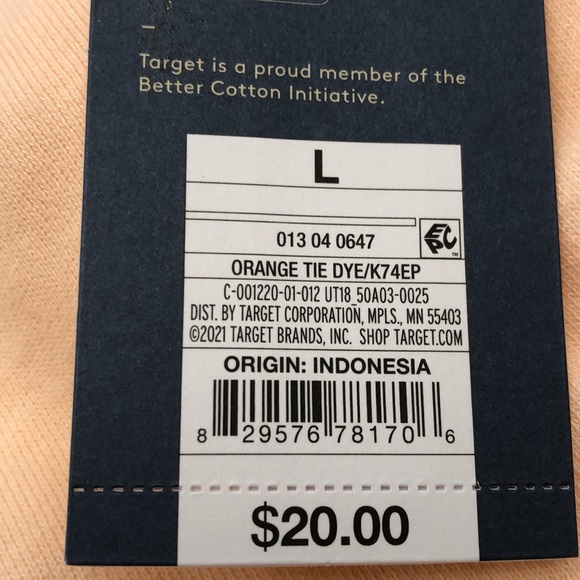 Target is a proud member of the
Better Cotton Initiative.
L
013 04 0647
EPC™
ORANGE TIE DYE/K74EP
C-001220-01-012 UT18_50A03-0025
DIST. BY TARGET CORPORATION, MPLS., MN 55403
©2021 TARGET BRANDS, INC. SHOP TARGET.COM
ORIGIN: INDONESIA
8 29576 78170 6
$20.00